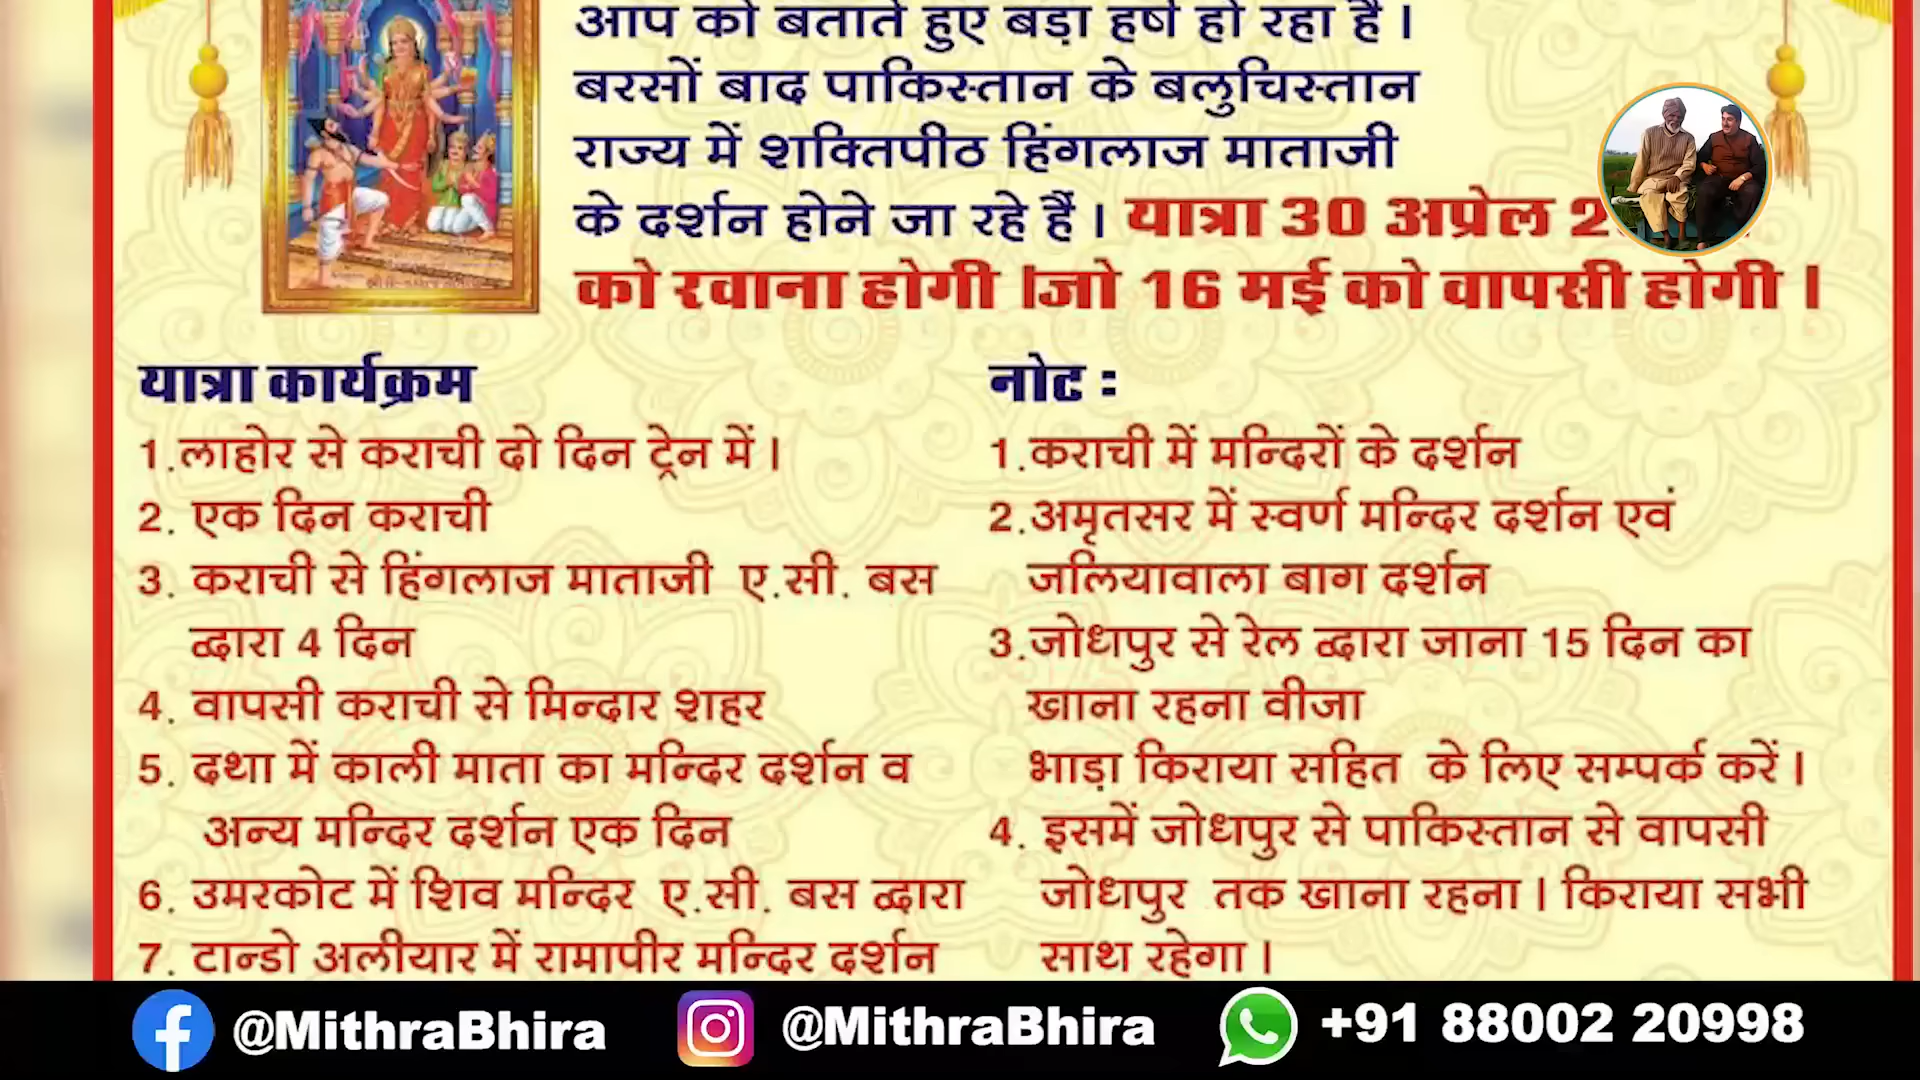 आप को बताते हुए बड़ा हर्ष हो रहा है ।
बरसों बाद पाकिस्तान के बलुचिस्तान
राज्य में शक्तिपीठ हिंगलाज माताजी
के दर्शन होने जा रहे हैं । यात्रा 30 अप्रेल
को रवाना होगी ।जो 16 मई को वापसी होगी ।
यात्रा कार्यक्रम
1.लाहोर से कराची दो दिन ट्रेन में ।
2. एक दिन कराची
3. कराची से हिंगलाज माताजी ए.सी. बस
द्वारा 4 दिन
4. वापसी कराची से मिन्दार शहर
5. दथा में काली माता का मन्दिर दर्शन व
अन्य मन्दिर दर्शन एक दिन
6. उमरकोट में शिव मन्दिर ए.सी. बस द्वारा
7. टान्डो अलीयार में रामापीर मन्दिर दर्शन
नोट :
1.कराची में मन्दिरों के दर्शन
2.अमृतसर में स्वर्ण मन्दिर दर्शन एवं
जलियावाला बाग दर्शन
3.जोधपुर से रेल द्वारा जाना 15 दिन का
खाना रहना वीजा
भाड़ा किराया सहित के लिए सम्पर्क करें ।
4. इसमें जोधपुर से पाकिस्तान से वापसी
जोधपुर तक खाना रहना । किराया सभी
साथ रहेगा ।
@MithraBhira @MithraBhira +91 88002 20998